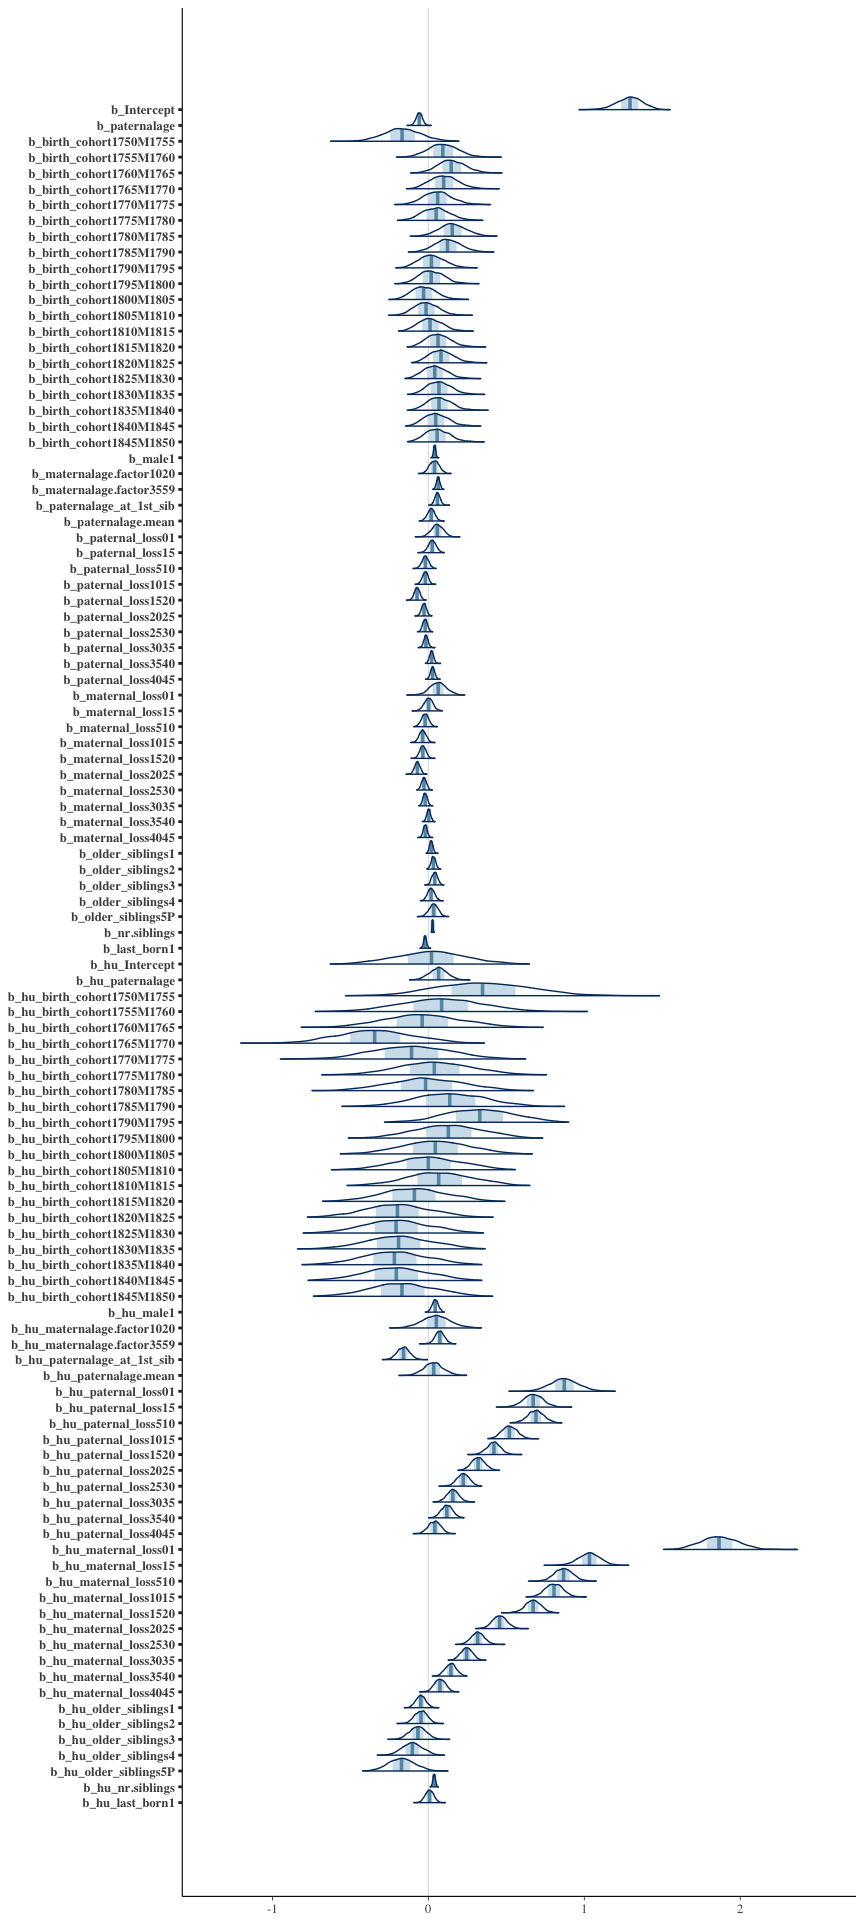 b_Intercept
b_paternalage
b_birth_cohort1750M1755
b_birth_cohort1755M1760
b_birth_cohort1760M1765
b_birth_cohort1765M1770
b_birth_cohort1770M1775
b_birth_cohort1775M1780
b_birth_cohort1780M1785
b_birth_cohort1785M1790
b_birth_cohort1790M1795
b_birth_cohort1795M1800
b_birth_cohort1800M1805
b_birth_cohort1805M1810
b_birth_cohort1810M1815
b_birth_cohort1815M1820
b_birth_cohort1820M1825
b_birth_cohort1825M1830
b_birth_cohort1830M1835
b_birth_cohort1835M1840
b_birth_cohort1840M1845
b_birth_cohort1845M1850
b_male1
b_maternalage.factor1020
b_maternalage.factor3559
b_paternalage_at_1st_sib
b_paternalage.mean
b_paternal_loss01
b_paternal_loss15
b_paternal_loss510
b_paternal_loss1015
b_paternal_loss1520
b_paternal_loss2025
b_paternal_loss2530
b_paternal_loss3035
b_paternal_loss3540
b_paternal_loss4045
b_maternal_loss01
b_maternal_loss15
b_maternal_loss510
b_maternal_loss1015
b_maternal_loss1520
b_maternal_loss2025
b_maternal_loss2530
b_maternal_loss3035
b_maternal_loss3540
b_maternal_loss4045
b_older_siblings1
b_older_siblings2
b_older_siblings3
b_older_siblings4
b_older_siblings5P
b_nr.siblings
b_last_born1
b_hu_Intercept
b_hu_paternalage
b_hu_birth_cohort1750M1755
b_hu_birth_cohort1755M1760
b_hu_birth_cohort1760M1765
b_hu_birth_cohort1765M1770
b_hu_birth_cohort1770M1775
b_hu_birth_cohort1775M1780
b_hu_birth_cohort1780M1785
b_hu_birth_cohort1785M1790
b_hu_birth_cohort1790M1795
b_hu_birth_cohort1795M1800
b_hu_birth_cohort1800M1805
b_hu_birth_cohort1805M1810
b_hu_birth_cohort1810M1815
b_hu_birth_cohort1815M1820
b_hu_birth_cohort1820M1825
b_hu_birth_cohort1825M1830
b_hu_birth_cohort1830M1835
b_hu_birth_cohort1835M1840
b_hu_birth_cohort1840M1845
b_hu_birth_cohort1845M1850
b_hu_male1
b_hu_maternalage.factor1020
b_hu_maternalage.factor3559
b_hu_paternalage_at_1st_sib
b_hu_paternalage.mean
b_hu_paternal_loss01
b_hu_paternal_loss15
b_hu_paternal_loss510
b_hu_paternal_loss1015
b_hu_paternal_loss1520
b_hu_paternal_loss2025
b_hu_paternal_loss2530
b_hu_paternal_loss3035
b_hu_paternal_loss3540
b_hu_paternal_loss4045
b_hu_maternal_loss01
b_hu_maternal_loss15
b_hu_maternal_loss510
b_hu_maternal_loss1015
b_hu_maternal_loss1520
b_hu_maternal_loss2025
b_hu_maternal_loss2530
b_hu_maternal_loss3035
b_hu_maternal_loss3540
b_hu_maternal_loss4045
b_hu_older_siblings1
b_hu_older_siblings2
b_hu_older_siblings3
b_hu_older_siblings4
b_hu_older_siblings5P
b_hu_nr.siblings
b_hu_last_born1
-1 0 1 2